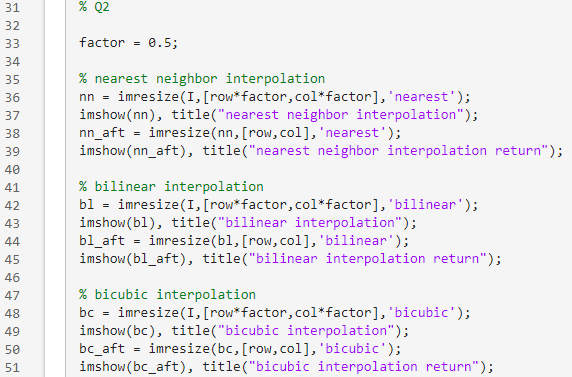 31 % Q2
32
33 factor = 0.5;
34
35 % nearest neighbor interpolation
36 nn = imresize(I,[row*factor,col*factor],'nearest');
37 imshow(nn), title("nearest neighbor interpolation");
38 nn_aft = imresize(nn,[row,col],'nearest');
39 imshow(nn_aft), title("nearest neighbor interpolation return");
40
41 % bilinear interpolation
42 bl = imresize(I,[row*factor,col*factor],'bilinear');
43 imshow(bl), title("bilinear interpolation");
44 bl_aft = imresize(bl,[row,col],'bilinear');
45 imshow(bl_aft), title("bilinear interpolation return");
46
47 % bicubic interpolation
48 bc = imresize(I,[row*factor,col*factor],'bicubic');
49 imshow(bc), title("bicubic interpolation");
50 bc_aft = imresize(bc,[row,col],'bicubic');
51 imshow(bc_aft), title("bicubic interpolation return");